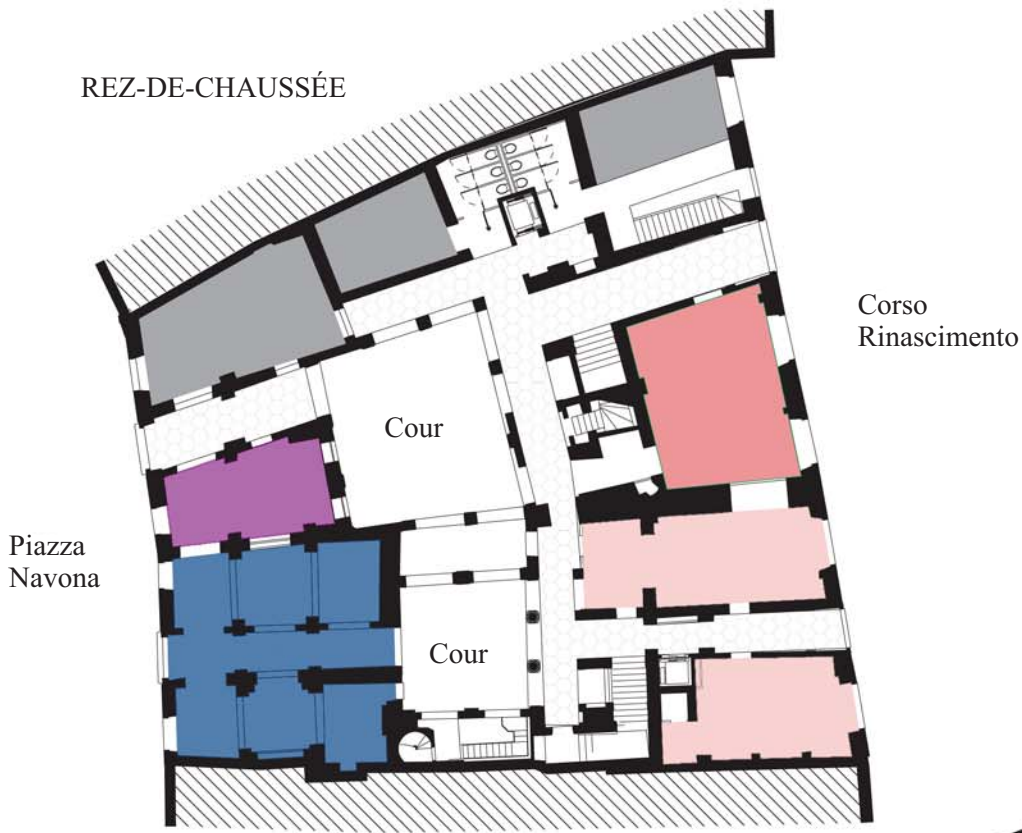 REZ-DE-CHAUSSÉE
Corso
Rinascimento
Cour
Piazza
Navona
Cour